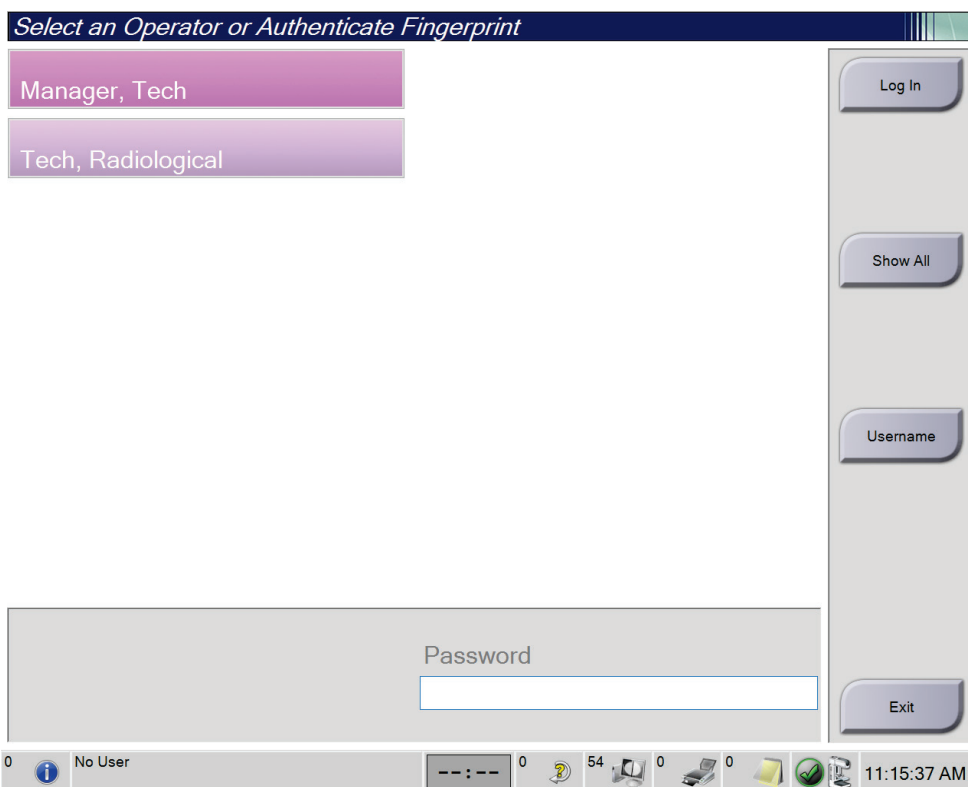 Select an Operator or Authenticate Fingerprint
Manager, Tech
Log In
Tech, Radiological
Show All
Username
Password
Exit
0 No User --:-- 0 54 0 0 11:15:37 AM